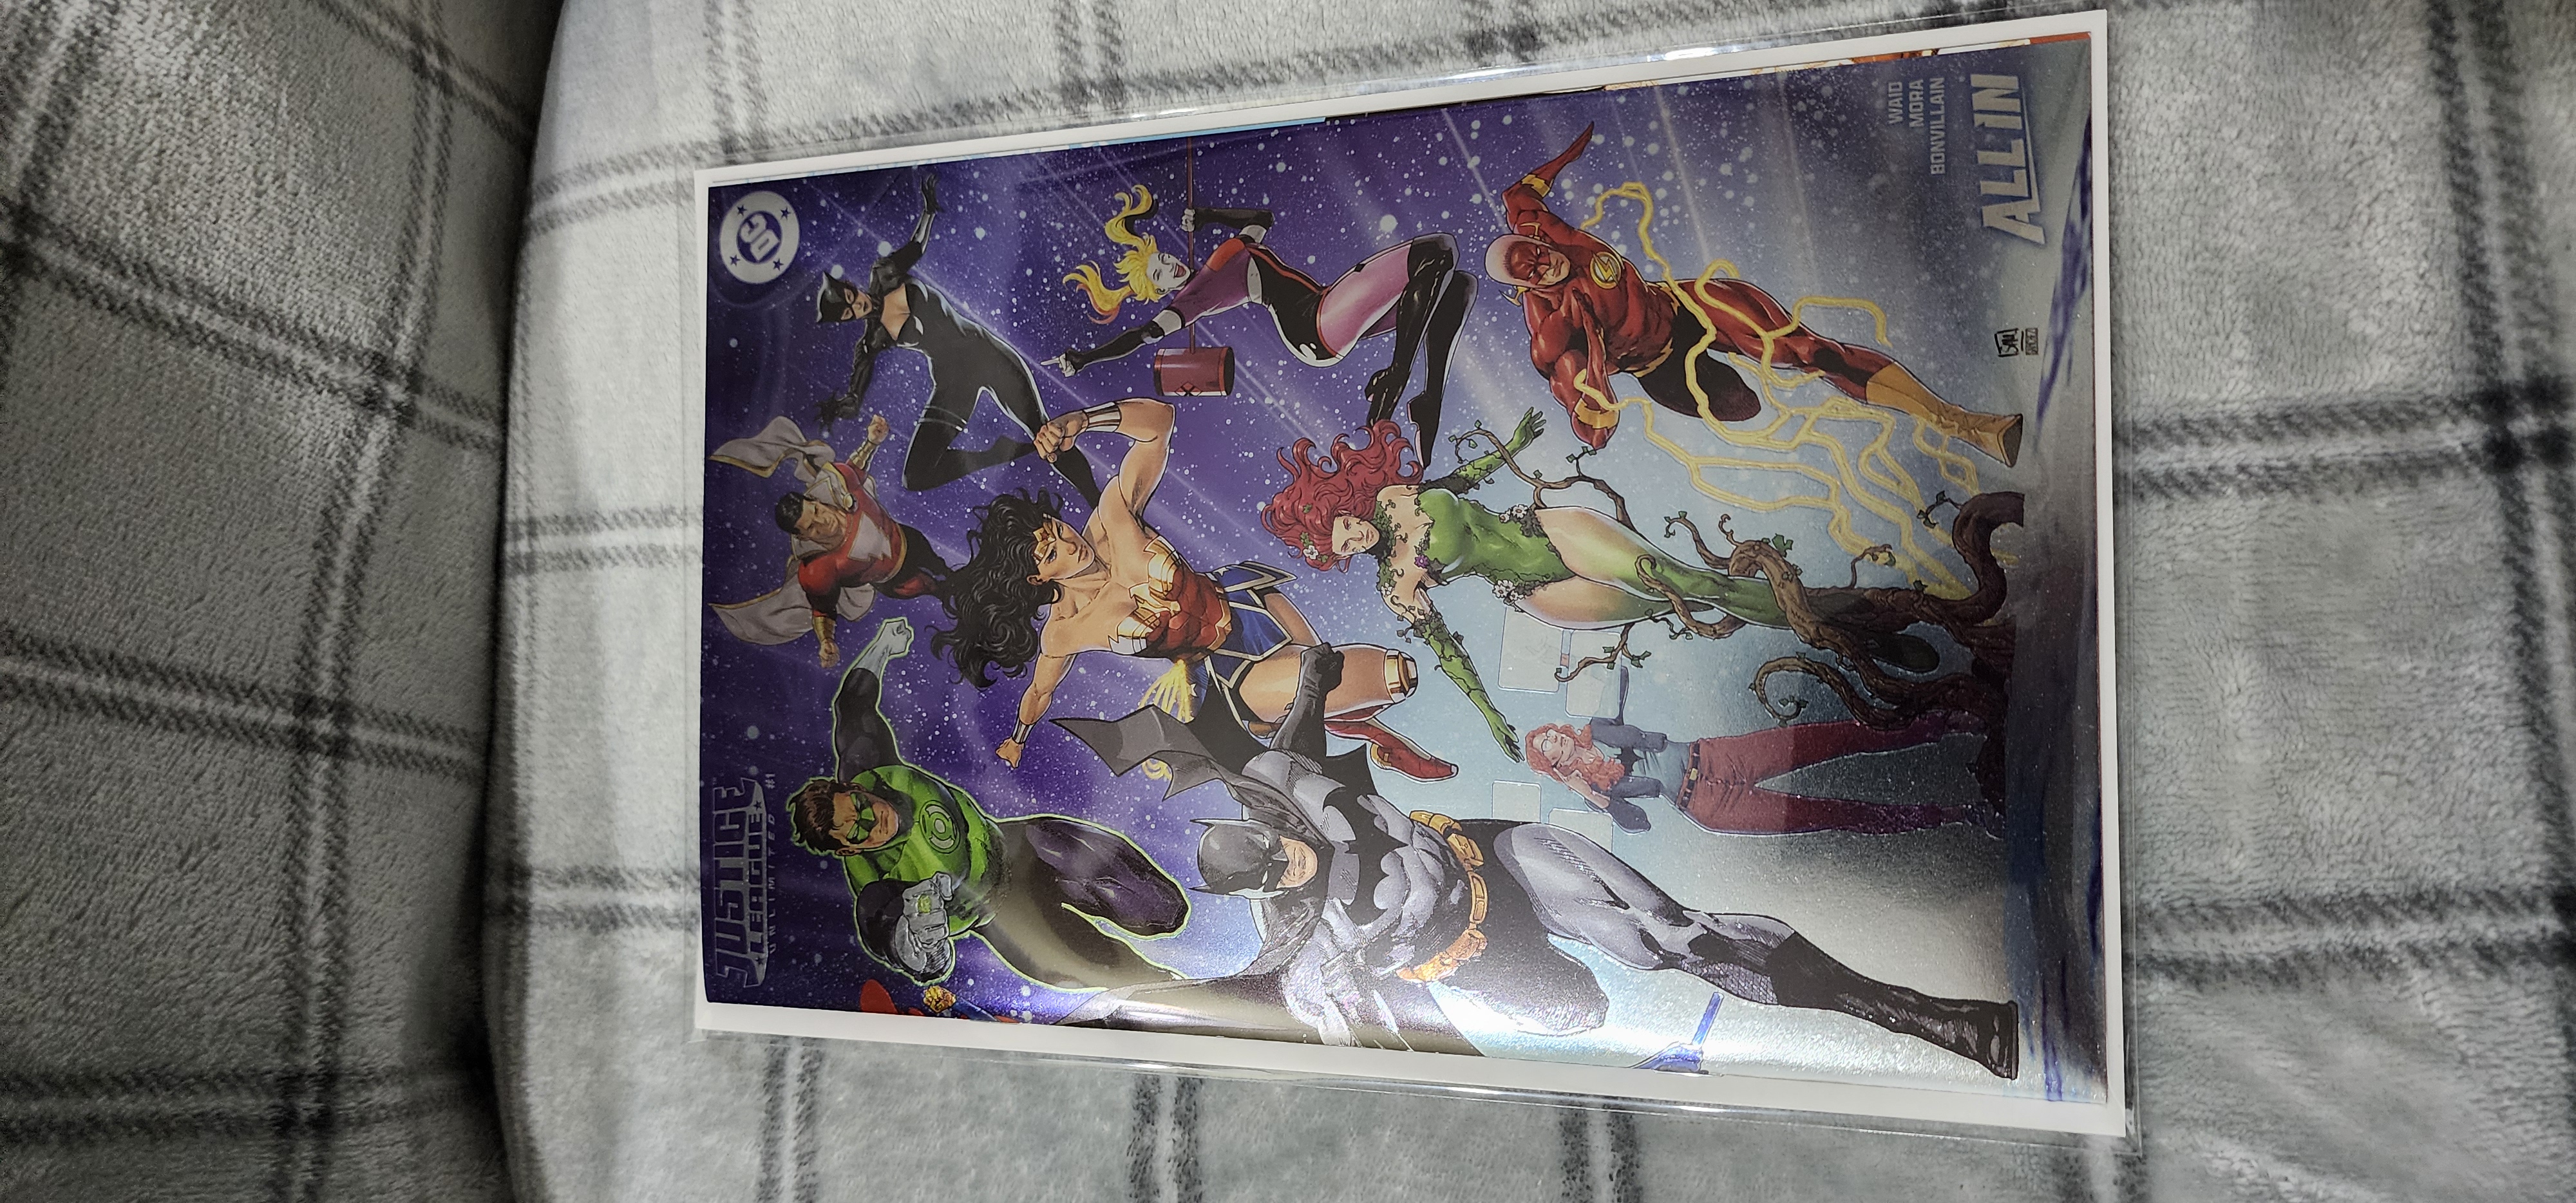 JUSTICE
LEAGUE
UNLIMITED #1
DC
WAID
MORA
BONVILLAIN
ALL IN